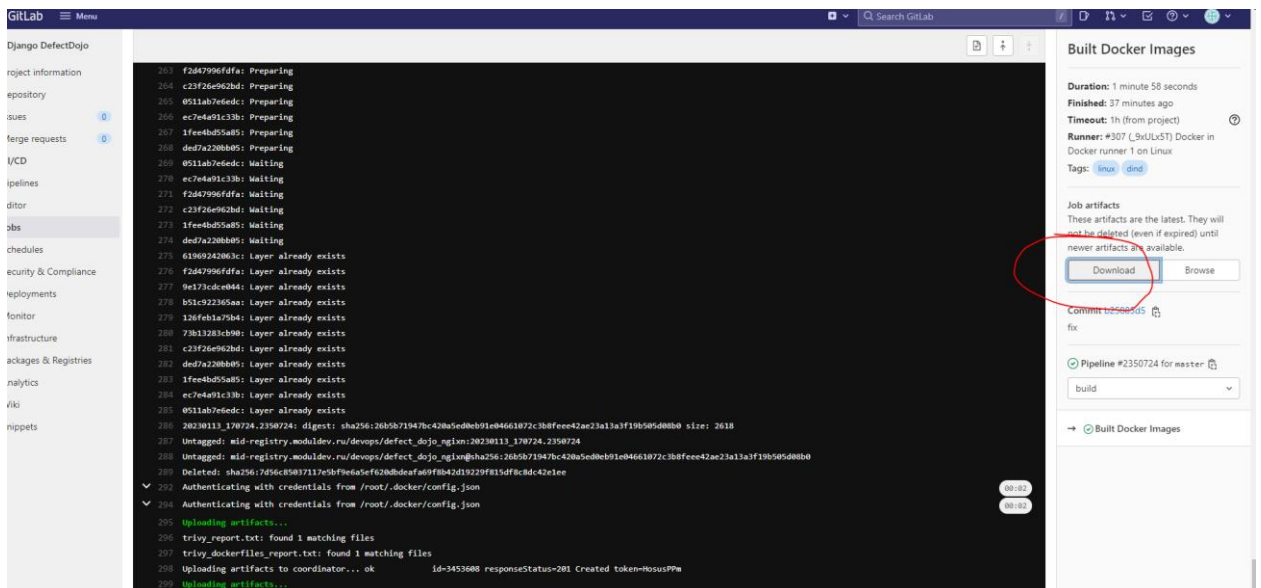 GitLab Menu Search GitLab /
Django DefectDojo
roject information
epository
ssues 0
Merge requests 0
I/CD
ipelines
ditor
obs
chedules
ecurity & Compliance
eployments
Monitor
nfrastructure
ackages & Registries
nalytics
Viki
nippets
263 f2d47996fdfa: Preparing
264 c23f26e962bd: Preparing
265 0511ab7e6edc: Preparing
266 ec7e4a91c33b: Preparing
267 1fee4bd55a85: Preparing
268 ded7a220bb05: Preparing
269 0511ab7e6edc: Waiting
270 ec7e4a91c33b: Waiting
271 f2d47996fdfa: Waiting
272 c23f26e962bd: Waiting
273 1fee4bd55a85: Waiting
274 ded7a220bb05: Waiting
275 61969242063c: Layer already exists
276 f2d47996fdfa: Layer already exists
277 9e173cdce044: Layer already exists
278 b51c922365aa: Layer already exists
279 126feb1a75b4: Layer already exists
280 73b13283cb90: Layer already exists
281 c23f26e962bd: Layer already exists
282 ded7a220bb05: Layer already exists
283 1fee4bd55a85: Layer already exists
284 ec7e4a91c33b: Layer already exists
285 0511ab7e6edc: Layer already exists
286 20230113_170724.2350724: digest: sha256:26b5b71947bc420a5ed0eb91e04661072c3b8feee42ae23a13a3f19b505d08b0 size: 2618
287 Untagged: mid-registry.moduldev.ru/devops/defect_dojo_ngixn:20230113_170724.2350724
288 Untagged: mid-registry.moduldev.ru/devops/defect_dojo_ngixn@sha256:26b5b71947bc420a5ed0eb91e04661072c3b8feee42ae23a13a3f19b505d08b0
289 Deleted: sha256:7d56c85037117e5bf9e6a5ef620dbdeafa69f8b42d19229f815df8c8dc42e1ee
292 Authenticating with credentials from /root/.docker/config.json 00:02
294 Authenticating with credentials from /root/.docker/config.json 00:02
295 Uploading artifacts...
296 trivy_report.txt: found 1 matching files
297 trivy_dockerfiles_report.txt: found 1 matching files
298 Uploading artifacts to coordinator... ok id=3453608 responseStatus=201 Created token=HosusPPm
299 Uploading artifacts...
Built Docker Images
Duration: 1 minute 58 seconds
Finished: 37 minutes ago
Timeout: 1h (from project)
Runner: #307 (_9xULx5T) Docker in
Docker runner 1 on Linux
Tags: linux dind
Job artifacts
These artifacts are the latest. They will
not be deleted (even if expired) until
newer artifacts are available.
Download Browse
Commit
fix
Pipeline #2350724 for master
build
→ Built Docker Images